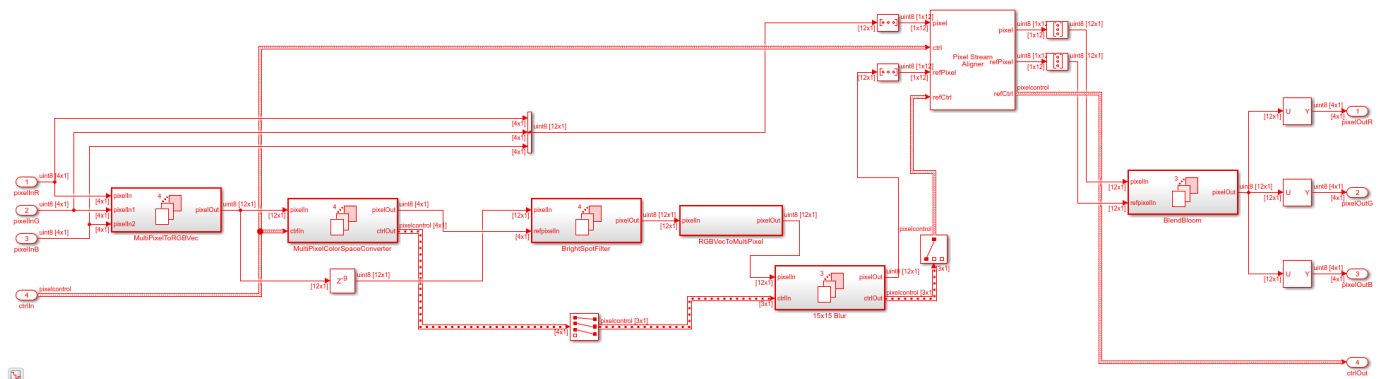 uint8 [1x12]
[12x1]
[1x12]
pixel
ctrl
uint8 [1x12]
[12x1]
[1x12]
refPixel
refCtrl
Pixel Stream
Aligner
pixel
refPixel
refCtrl
uint8 [1x12]
[1x12]
uint8 [12x1]
uint8 [1x12]
[1x12]
uint8 [12x1]
pixelcontrol
[4x1]
[4x1]
[4x1]
uint8 [12x1]
1
pixelInR
uint8 [4x1]
2
pixelInG
uint8 [4x1]
3
pixelInB
uint8 [4x1]
4
ctrlIn
pixelcontrol
pixelIn
[4x1]
pixelIn1
[4x1]
pixelIn2
[4x1]
4
pixelOut
MultiPixelToRGBVec
uint8 [12x1]
[12x1]
pixelIn
ctrlIn
4
pixelOut
ctrlOut
MultiPixelColorSpaceConverter
uint8 [4x1]
pixelcontrol [4x1]
[12x1]
Z-9
uint8 [12x1]
[12x1]
pixelIn
[4x1]
refpixelIn
4
pixelOut
BrightSpotFilter
uint8 [12x1]
[12x1]
pixelIn
pixelOut
RGBVecToMultiPixel
[4x1]
pixelcontrol [3x1]
[12x1]
pixelIn
[3x1]
ctrlIn
3
pixelOut
ctrlOut
15x15 Blur
uint8 [12x1]
pixelcontrol [3x1]
[3x1]
pixelcontrol
[12x1]
pixelIn
[12x1]
refpixelIn
3
pixelOut
BlendBloom
uint8 [12x1]
[12x1]
U Y
uint8 [4x1]
[4x1]
1
pixelOutR
[12x1]
U Y
uint8 [4x1]
[4x1]
2
pixelOutG
[12x1]
U Y
uint8 [4x1]
[4x1]
3
pixelOutB
4
ctrlOut